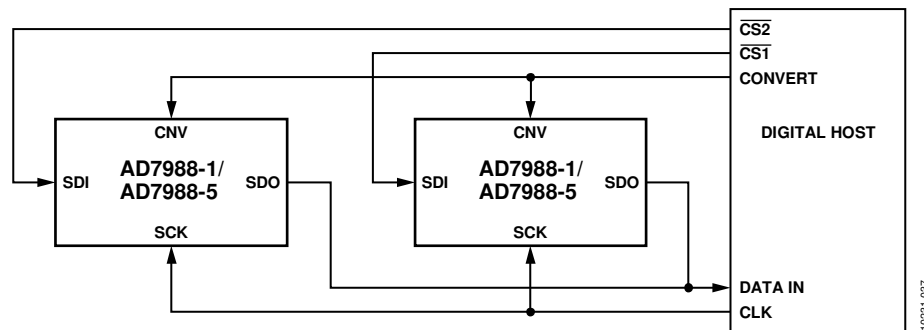 CS2
CS1
CONVERT
DIGITAL HOST
CNV
AD7988-1/
AD7988-5
SDI
SDO
SCK
CNV
AD7988-1/
AD7988-5
SDI
SDO
SCK
DATA IN
CLK